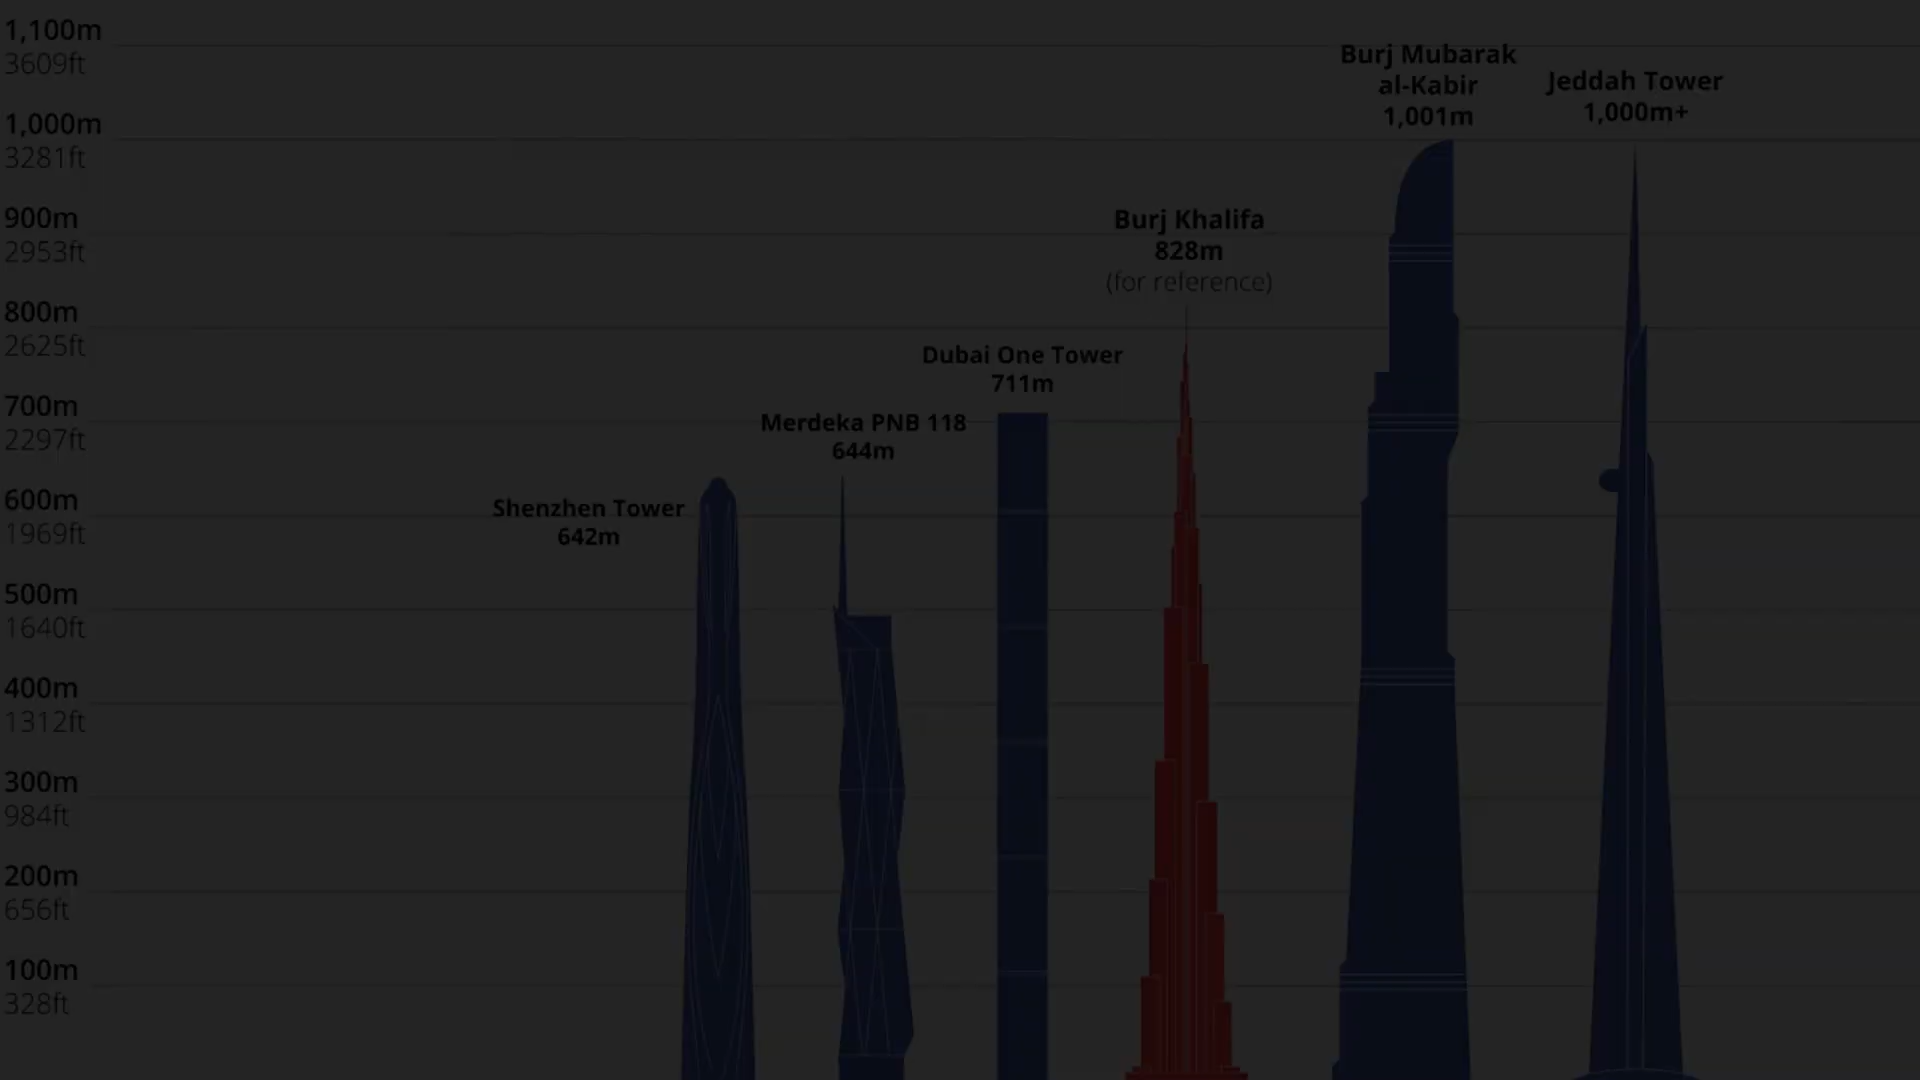 1,100m
3609ft
1,000m
3281ft
900m
2953ft
800m
2625ft
700m
2297ft
600m
1969ft
500m
1640ft
400m
1312ft
300m
984ft
200m
656ft
100m
328ft
Shenzhen Tower
642m
Merdeka PNB 118
644m
Dubai One Tower
711m
Burj Khalifa
828m
(for reference)
Burj Mubarak
al-Kabir
1,001m
Jeddah Tower
1,000m+